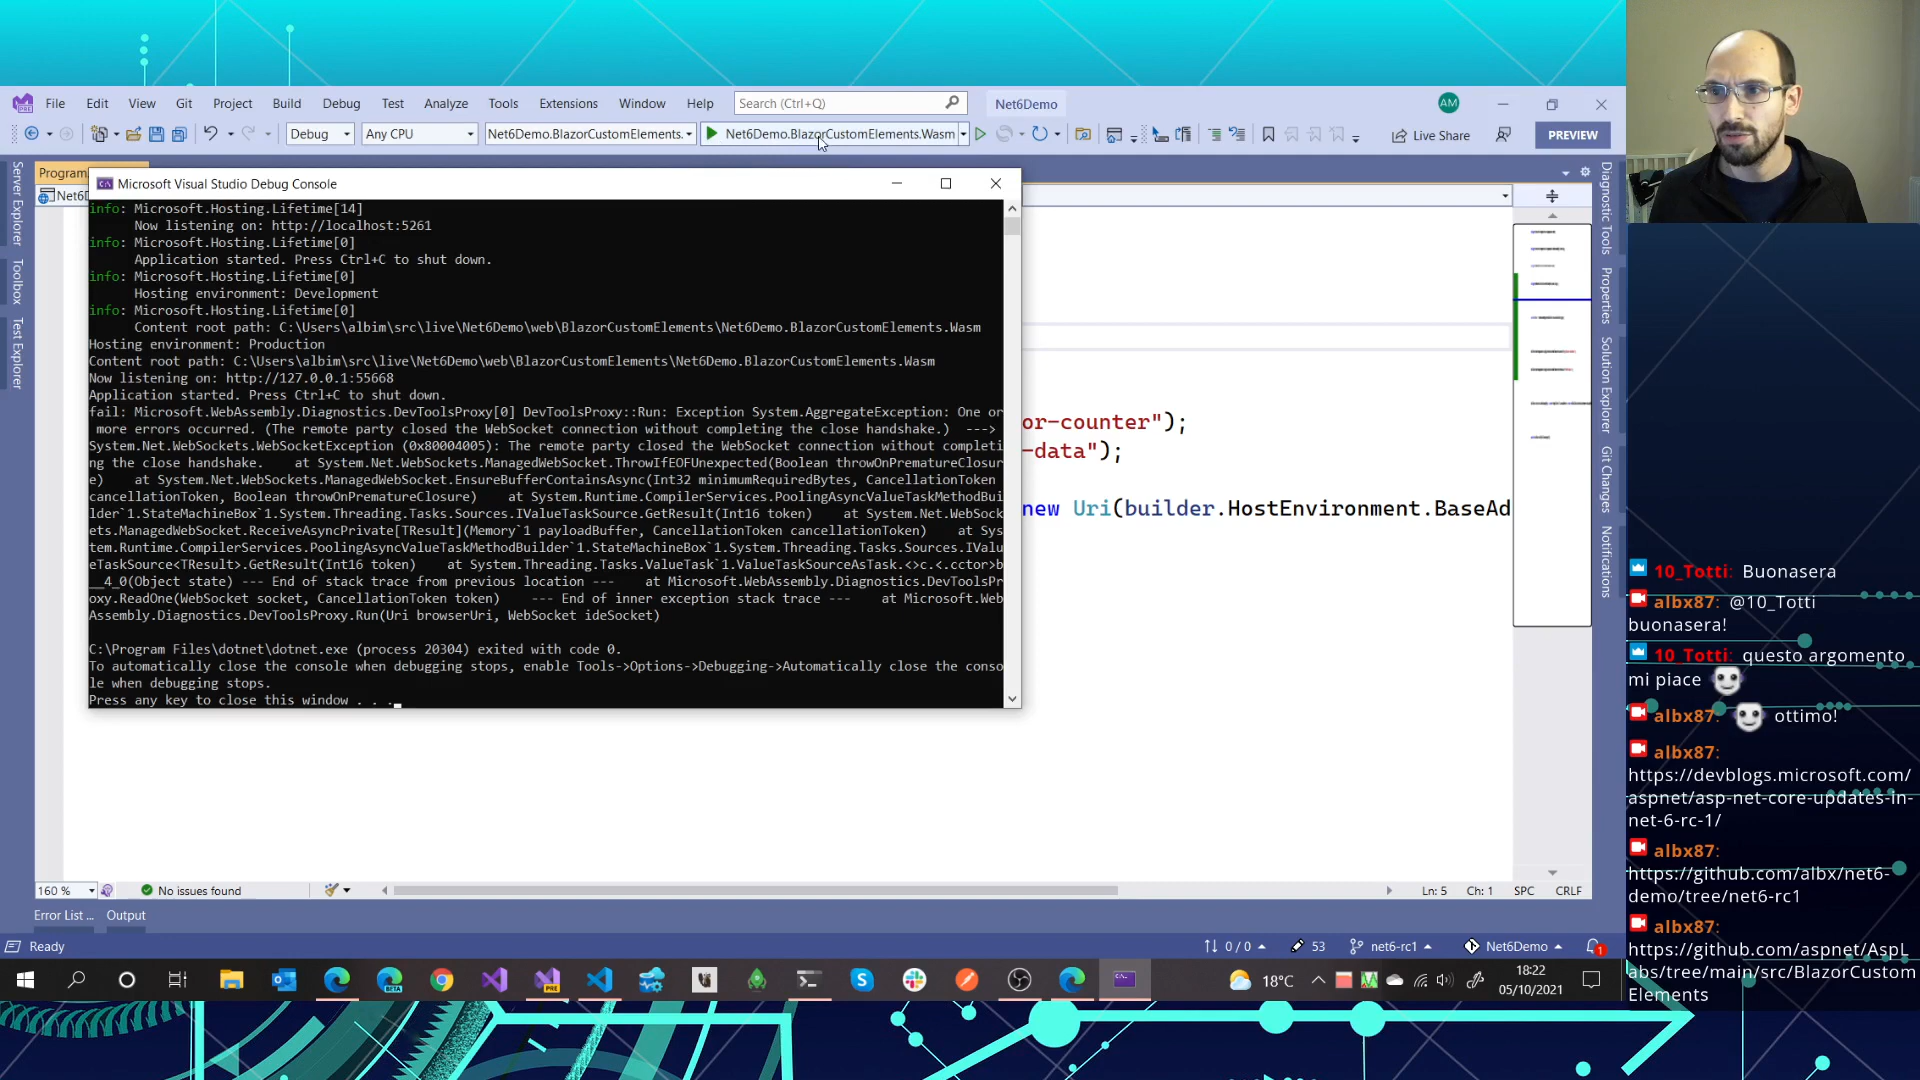 File Edit View Git Project Build Debug Test Analyze Tools Extensions Window Help Search (Ctrl+Q) Net6Demo AM
Debug Any CPU Net6Demo.BlazorCustomElements. Net6Demo.BlazorCustomElements.Wasm Live Share PREVIEW
Program.
Net6D
Server Explorer
Toolbox
Test Explorer
Microsoft Visual Studio Debug Console
info: Microsoft.Hosting.Lifetime[14]
Now listening on: http://localhost:5261
info: Microsoft.Hosting.Lifetime[0]
Application started. Press Ctrl+C to shut down.
info: Microsoft.Hosting.Lifetime[0]
Hosting environment: Development
info: Microsoft.Hosting.Lifetime[0]
Content root path: C:\Users\albim\src\live\Net6Demo\web\BlazorCustomElements\Net6Demo.BlazorCustomElements.Wasm
Hosting environment: Production
Content root path: C:\Users\albim\src\live\Net6Demo\web\BlazorCustomElements\Net6Demo.BlazorCustomElements.Wasm
Now listening on: http://127.0.0.1:55668
Application started. Press Ctrl+C to shut down.
fail: Microsoft.WebAssembly.Diagnostics.DevToolsProxy[0] DevToolsProxy::Run: Exception System.AggregateException: One or
more errors occurred. (The remote party closed the WebSocket connection without completing the close handshake.) --->
System.Net.WebSockets.WebSocketException (0x80004005): The remote party closed the WebSocket connection without completi
ng the close handshake. at System.Net.WebSockets.ManagedWebSocket.ThrowIfEOFUnexpected(Boolean throwOnPrematureClosur
e) at System.Net.WebSockets.ManagedWebSocket.EnsureBufferContainsAsync(Int32 minimumRequiredBytes, CancellationToken
cancellationToken, Boolean throwOnPrematureClosure) at System.Runtime.CompilerServices.PoolingAsyncValueTaskMethodBui
lder`1.StateMachineBox`1.System.Threading.Tasks.Sources.IValueTaskSource.GetResult(Int16 token) at System.Net.WebSock
ets.ManagedWebSocket.ReceiveAsyncPrivate[TResult](Memory`1 payloadBuffer, CancellationToken cancellationToken) at Sys
tem.Runtime.CompilerServices.PoolingAsyncValueTaskMethodBuilder`1.StateMachineBox`1.System.Threading.Tasks.Sources.IValu
eTaskSource<TResult>.GetResult(Int16 token) at System.Threading.Tasks.ValueTask`1.ValueTaskSourceAsTask.<>c.<.cctor>b
__4_0(Object state) --- End of stack trace from previous location --- at Microsoft.WebAssembly.Diagnostics.DevToolsPr
oxy.ReadOne(WebSocket socket, CancellationToken token) --- End of inner exception stack trace --- at Microsoft.Web
Assembly.Diagnostics.DevToolsProxy.Run(Uri browserUri, WebSocket ideSocket)
C:\Program Files\dotnet\dotnet.exe (process 20304) exited with code 0.
To automatically close the console when debugging stops, enable Tools->Options->Debugging->Automatically close the conso
le when debugging stops.
Press any key to close this window . . .
or-counter");
-data");
new Uri(builder.HostEnvironment.BaseAd
Diagnostic Tools
Properties
Solution Explorer
Git Changes
Notifications
160 % No issues found Ln: 5 Ch: 1 SPC CRLF
Error List ... Output
Ready 0 / 0 53 net6-rc1 Net6Demo 1
18°C 18:22
05/10/2021
10_Totti: Buonasera
albx87: @10_Totti
buonasera!
10_Totti: questo argomento
mi piace
albx87: ottimo!
albx87:
https://devblogs.microsoft.com/
aspnet/asp-net-core-updates-in-
net-6-rc-1/
albx87:
https://github.com/albx/net6-
demo/tree/net6-rc1
albx87:
https://github.com/aspnet/AspL
abs/tree/main/src/BlazorCustom
Elements